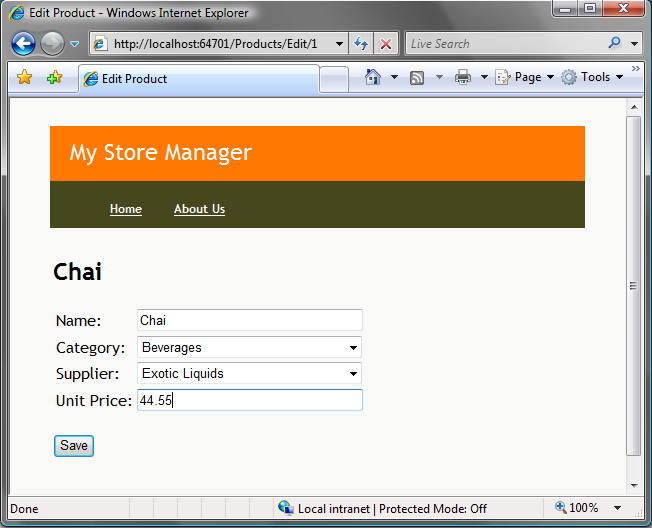 Edit Product - Windows Internet Explorer
http://localhost:64701/Products/Edit/1
Live Search
Edit Product
Page
Tools
My Store Manager
Home About Us
Chai
Name: Chai
Category: Beverages
Supplier: Exotic Liquids
Unit Price: 44.55
Save
Done Local intranet | Protected Mode: Off 100%